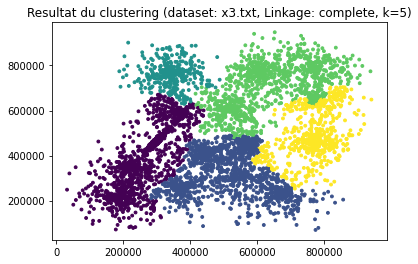 Resultat du clustering (dataset: x3.txt, Linkage: complete, k=5)
800000
600000
400000
200000
0 200000 400000 600000 800000